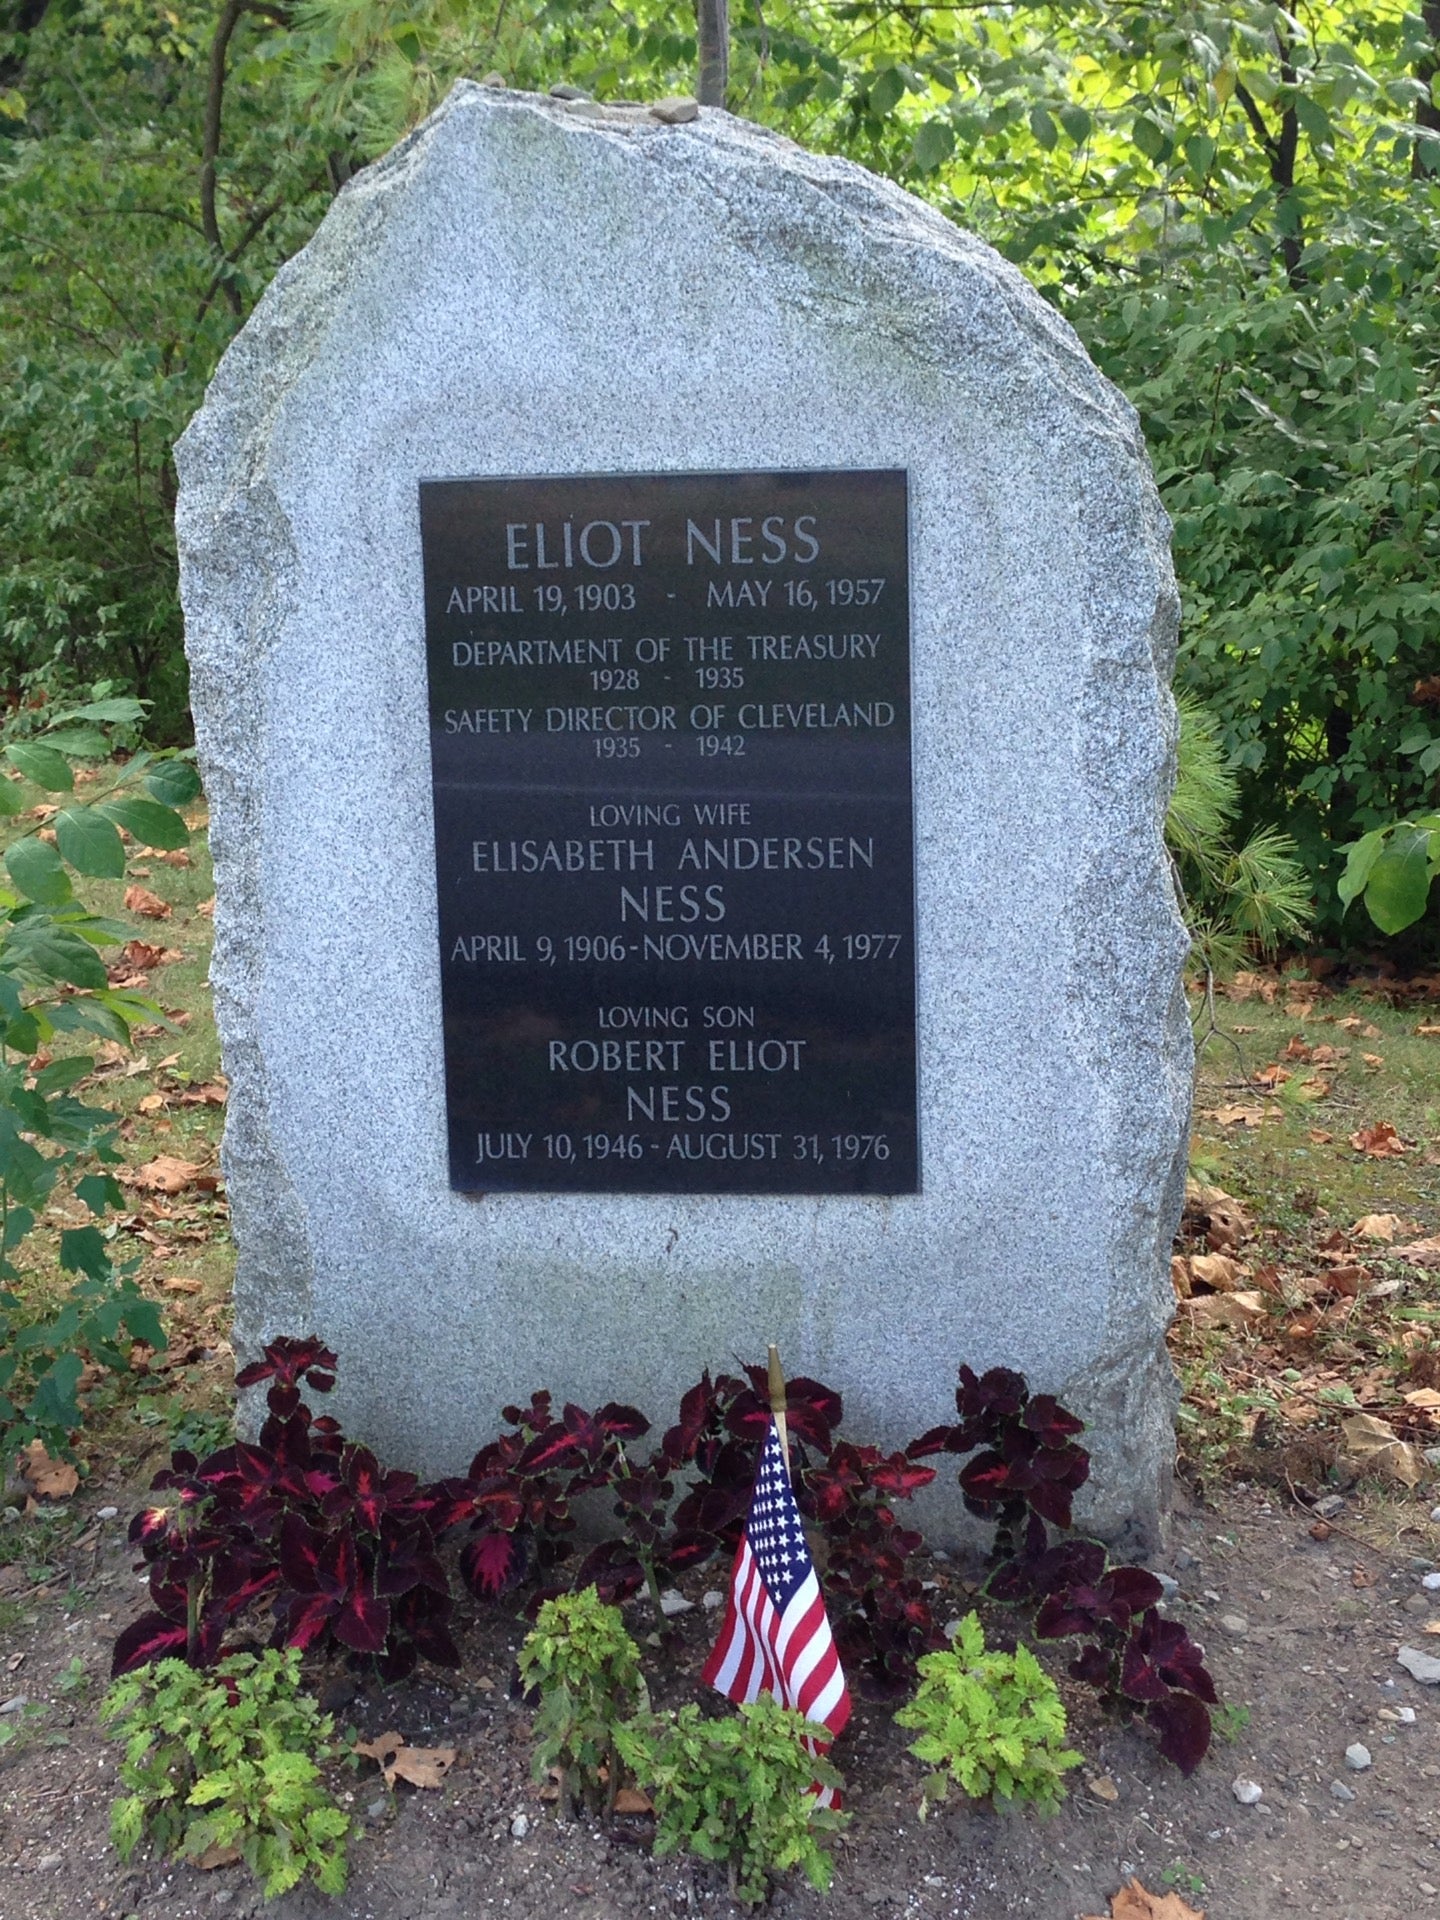 ELIOT NESS
APRIL 19, 1903 - MAY 16, 1957
DEPARTMENT OF THE TREASURY
1928 - 1935
SAFETY DIRECTOR OF CLEVELAND
1935 - 1942
LOVING WIFE
ELISABETH ANDERSEN
NESS
APRIL 9, 1906-NOVEMBER 4, 1977
LOVING SON
ROBERT ELIOT
NESS
JULY 10, 1946 - AUGUST 31, 1976